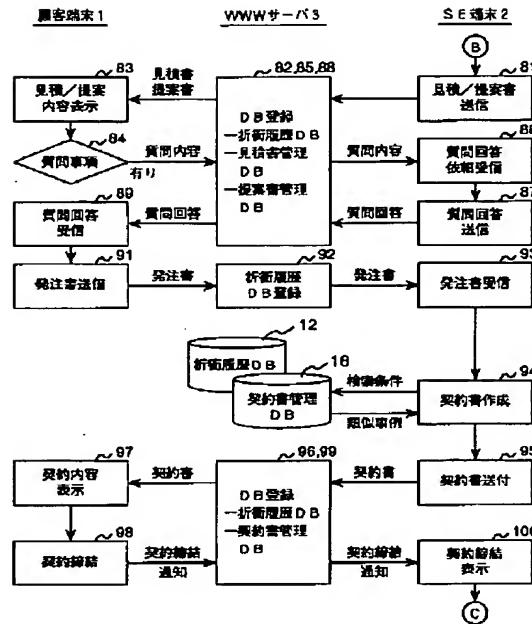 顧客端末1
WWWサーバ3
SE端末2
B
83
見積/提案
内容表示
見積書
提案書
82,85,88
DB登録
ー折衝履歴DB
ー見積書管理
DB
ー提案書管理
DB
81
見積/提案書
送信
84
質問事項
有り
質問内容
質問内容
質問回答
依頼受信
89
質問回答
受信
質問回答
質問回答
87
質問回答
送信
91
発注書送信
発注書
92
折衝履歴
DB登録
発注書
93
発注書受信
12
折衝履歴DB
契約書管理
DB
検索条件
類似事例
94
契約書作成
97
契約内容
表示
契約書
96,99
DB登録
ー折衝履歴DB
ー契約書管理
DB
契約書
95
契約書送付
98
契約締結
契約締結
通知
契約締結
通知
100
契約締結
表示
C